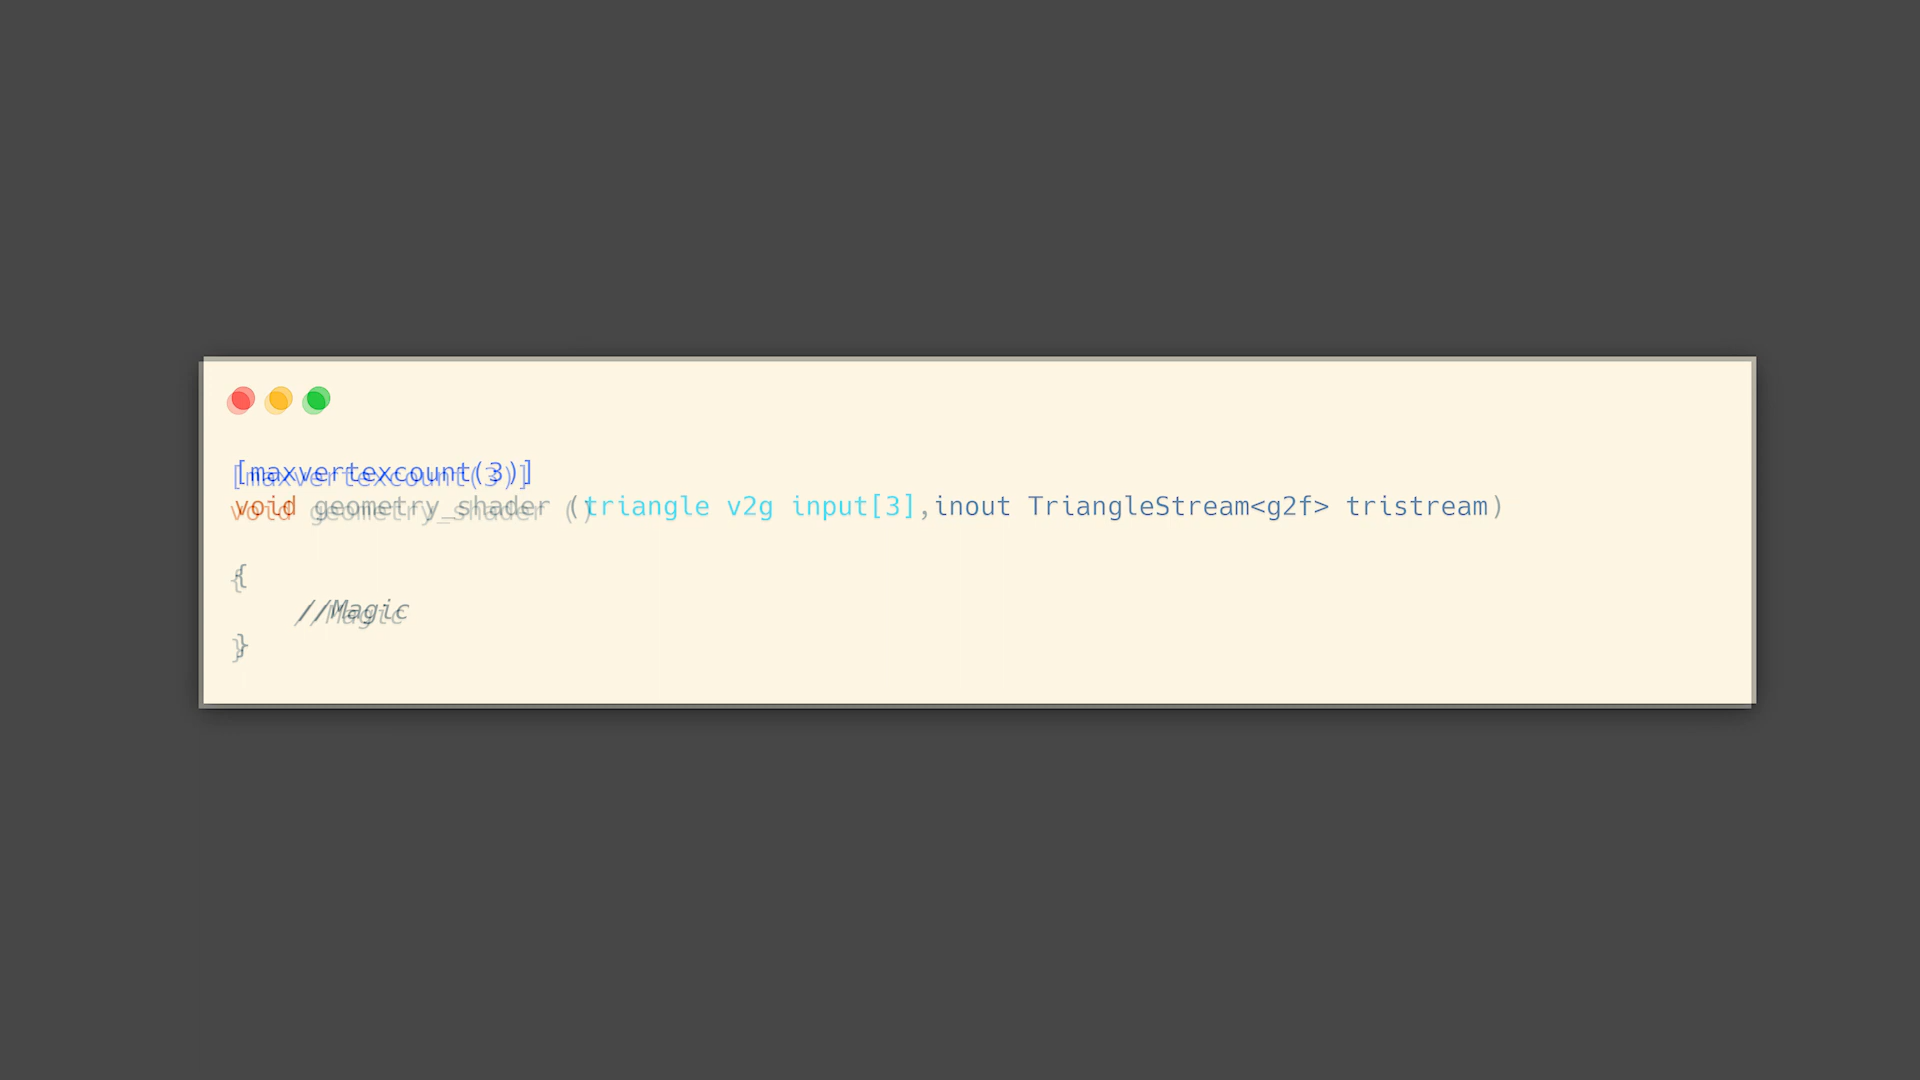 [maxvertexcount(3)]
void geometry_shader (triangle v2g input[3],inout TriangleStream<g2f> tristream)
{
//Magic
}